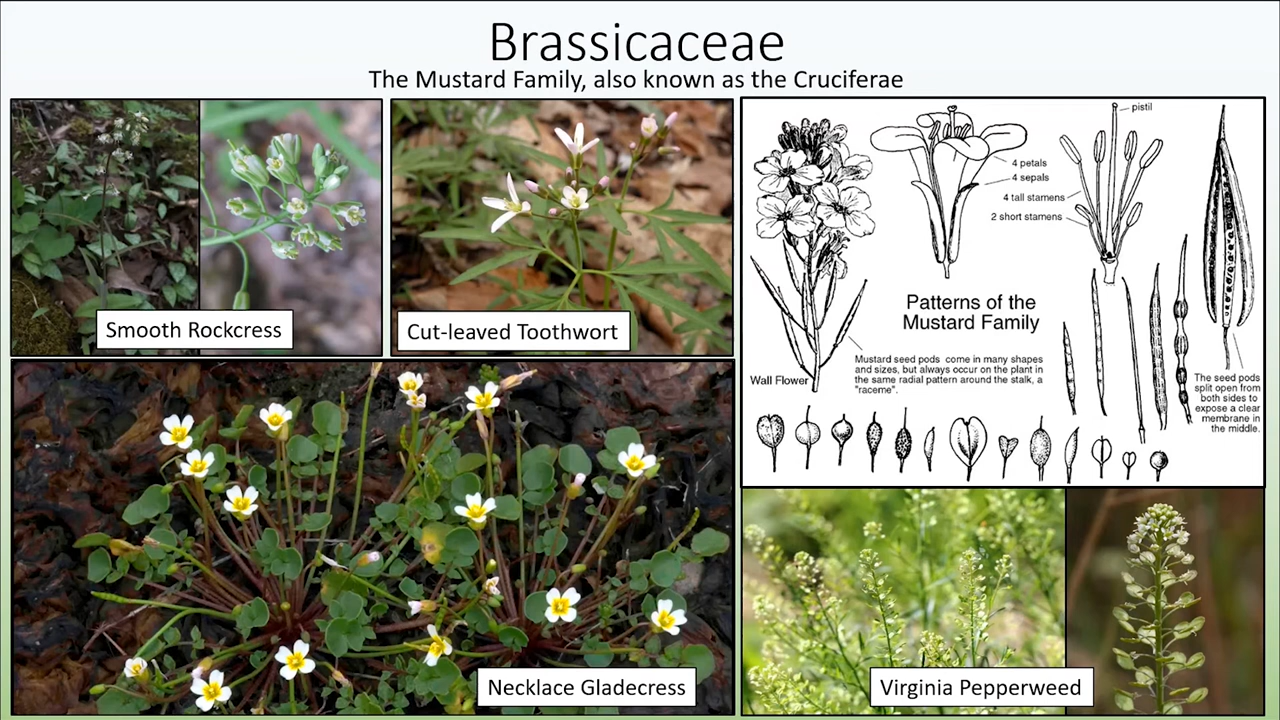 Brassicaceae
The Mustard Family, also known as the Cruciferae
Smooth Rockcress
Cut-leaved Toothwort
Necklace Gladecress
pistil
4 petals
4 sepals
4 tall stamens
2 short stamens
Patterns of the
Mustard Family
Wall Flower
Mustard seed pods come in many shapes
and sizes, but always occur on the plant in
the same radial pattern around the stalk, a
"raceme".
The seed pods
split open from
both sides to
expose a clear
membrane in
the middle.
Virginia Pepperweed